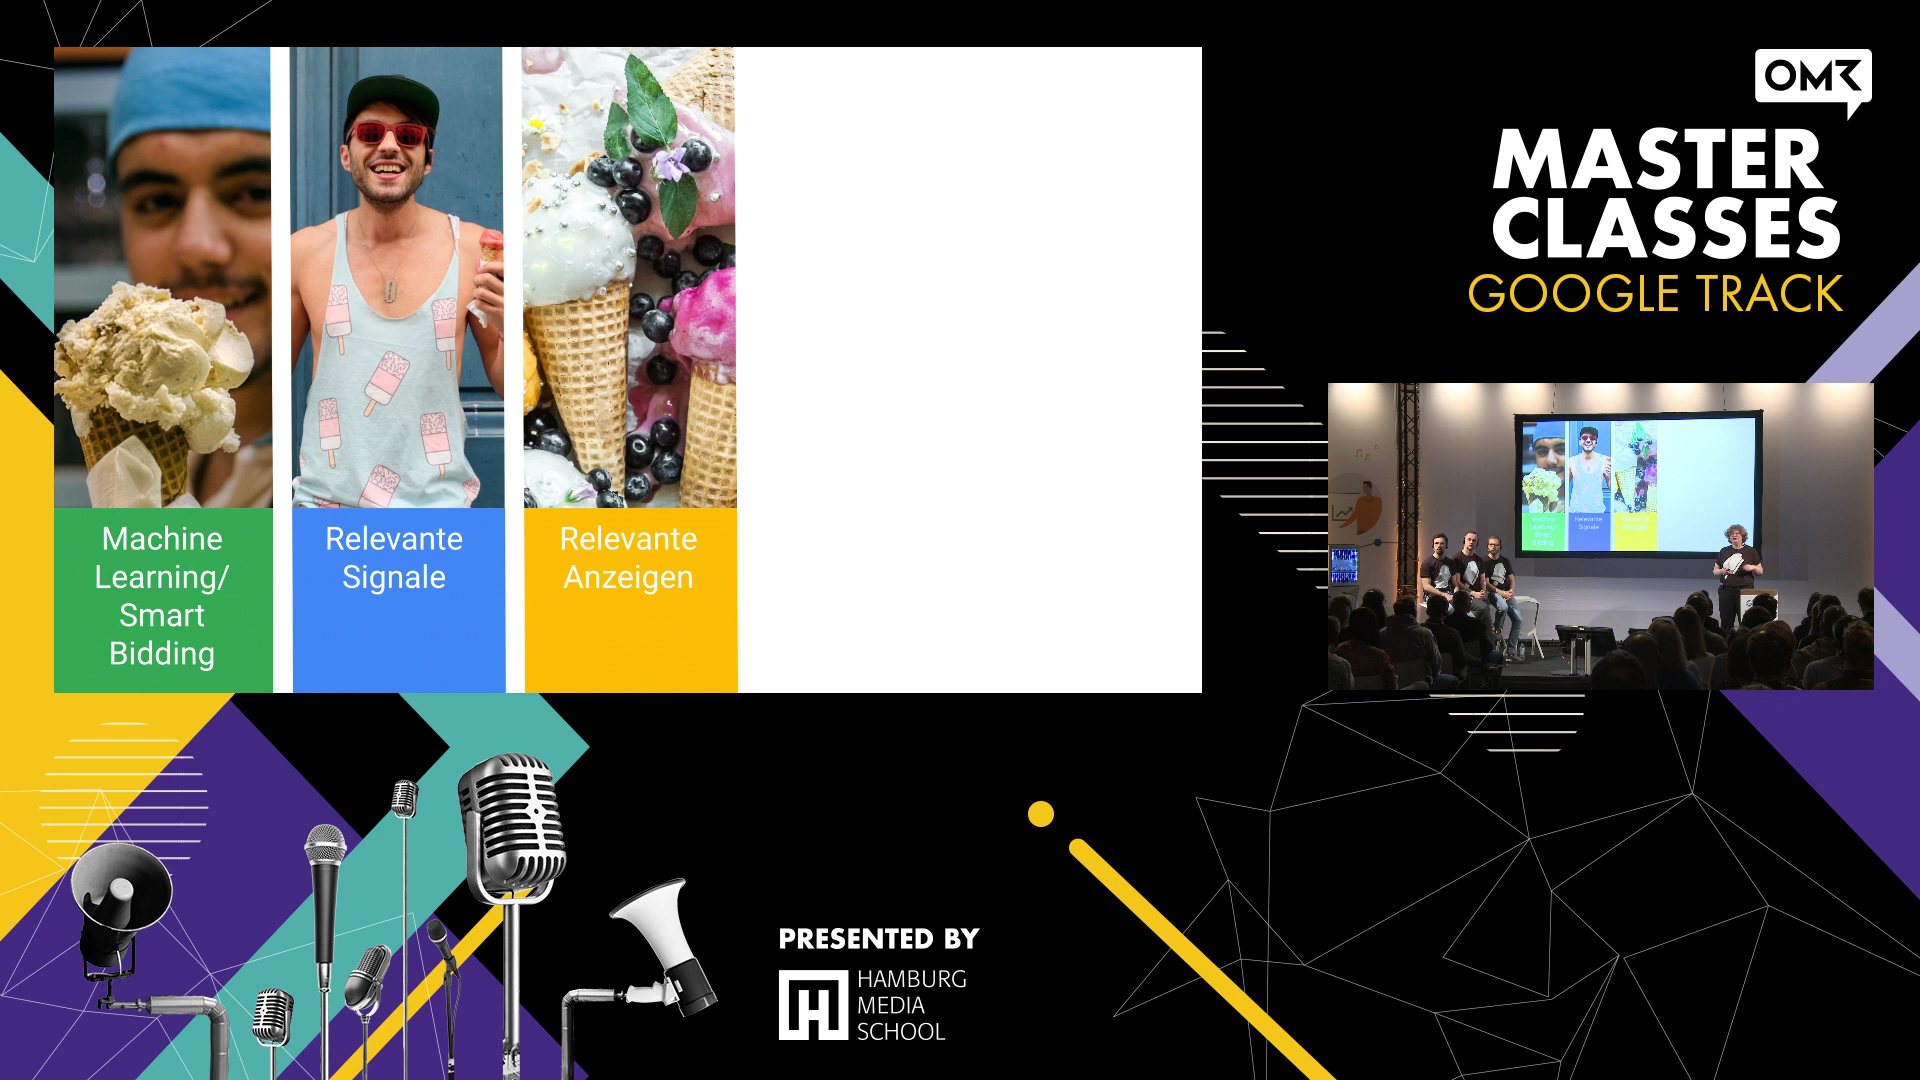 Machine
Learning/
Smart
Bidding
Relevante
Signale
Relevante
Anzeigen
OMR
MASTER
CLASSES
GOOGLE TRACK
PRESENTED BY
HAMBURG
MEDIA
SCHOOL